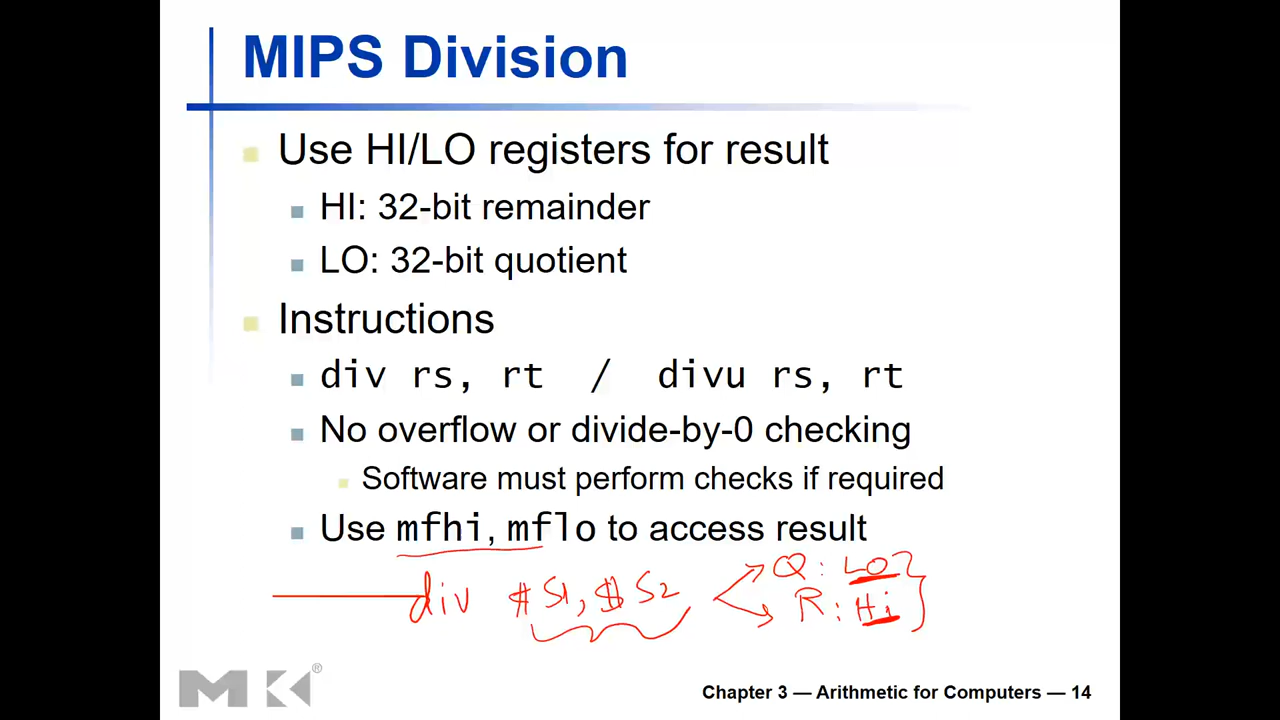 MIPS Division
Use HI/LO registers for result
HI: 32-bit remainder
LO: 32-bit quotient
Instructions
div rs, rt / divu rs, rt
No overflow or divide-by-0 checking
Software must perform checks if required
Use mfhi, mflo to access result
div $S1, $S2
Q: LO
R: Hi
MK®
Chapter 3 — Arithmetic for Computers — 14